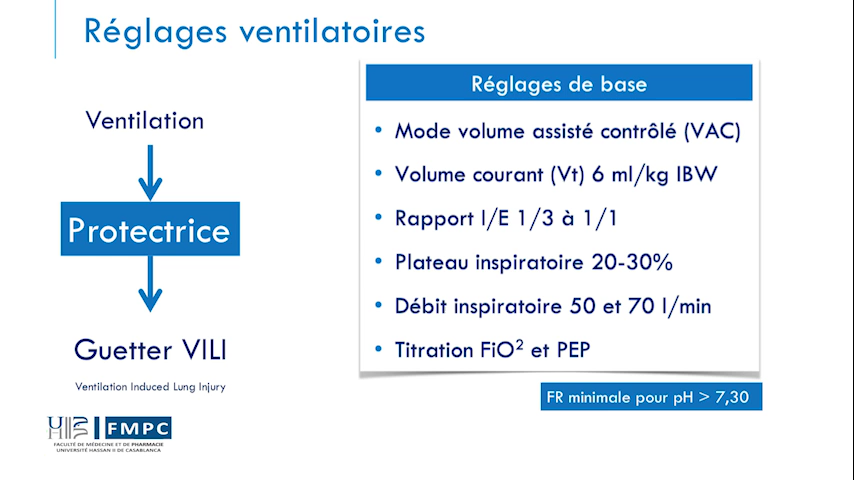 Réglages ventilatoires
Ventilation
Protectrice
Guetter VILI
Ventilation Induced Lung Injury
Réglages de base
• Mode volume assisté contrôlé (VAC)
• Volume courant (Vt) 6 ml/kg IBW
• Rapport I/E 1/3 à 1/1
• Plateau inspiratoire 20-30%
• Débit inspiratoire 50 et 70 l/min
• Titration FiO² et PEP
FR minimale pour pH > 7,30
FMPC
FACULTÉ DE MÉDECINE ET DE PHARMACIE
UNIVERSITÉ HASSAN II DE CASABLANCA